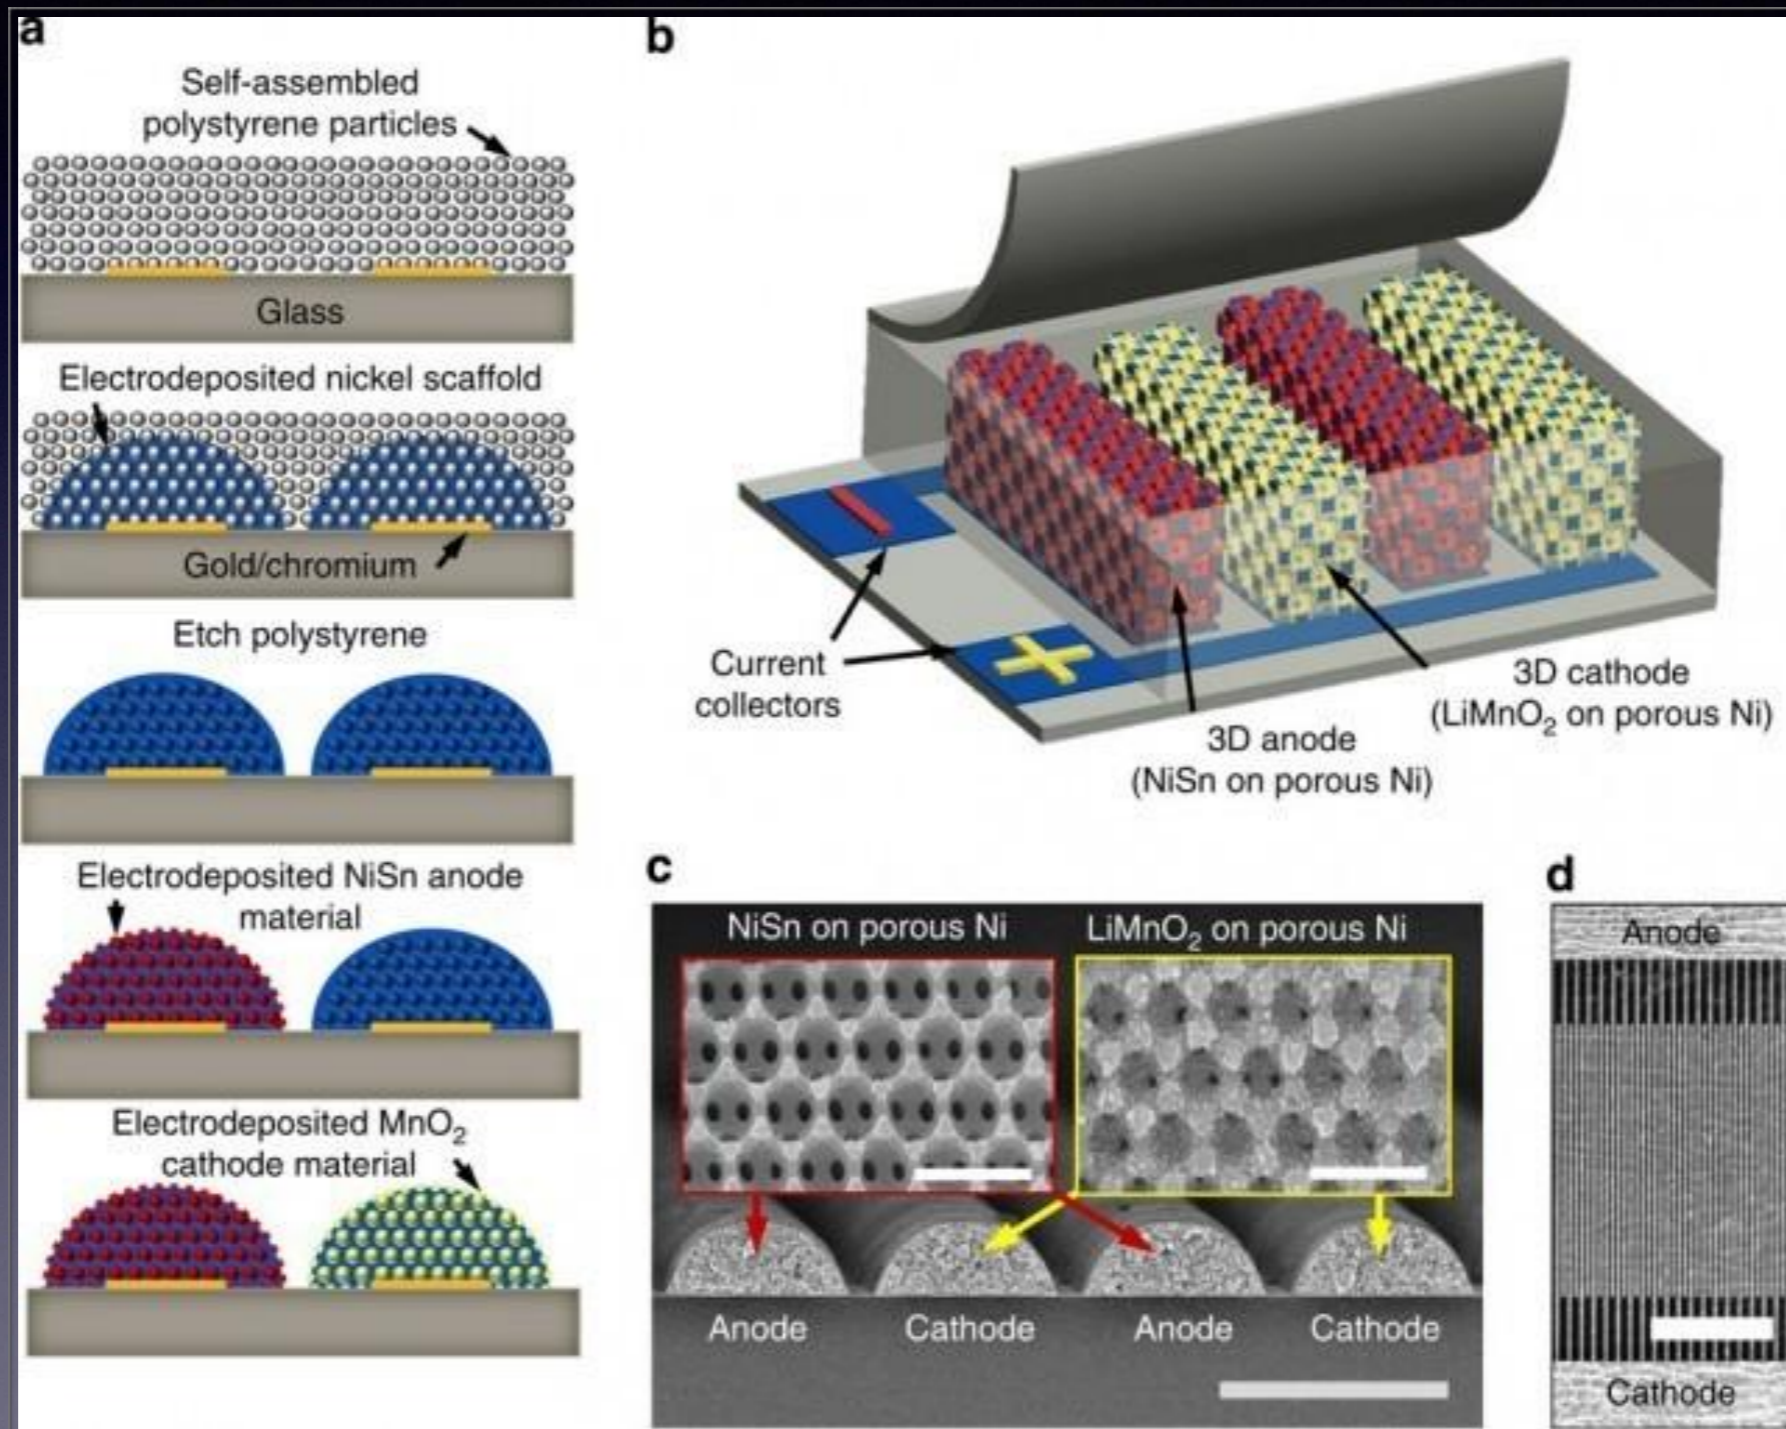 a
Self-assembled
polystyrene particles
Glass
Electrodeposited nickel scaffold
Gold/chromium
Etch polystyrene
Electrodeposited NiSn anode
material
Electrodeposited MnO₂
cathode material
b
Current
collectors
3D anode
(NiSn on porous Ni)
3D cathode
(LiMnO₂ on porous Ni)
c
NiSn on porous Ni
LiMnO₂ on porous Ni
Anode
Cathode
Anode
Cathode
d
Anode
Cathode